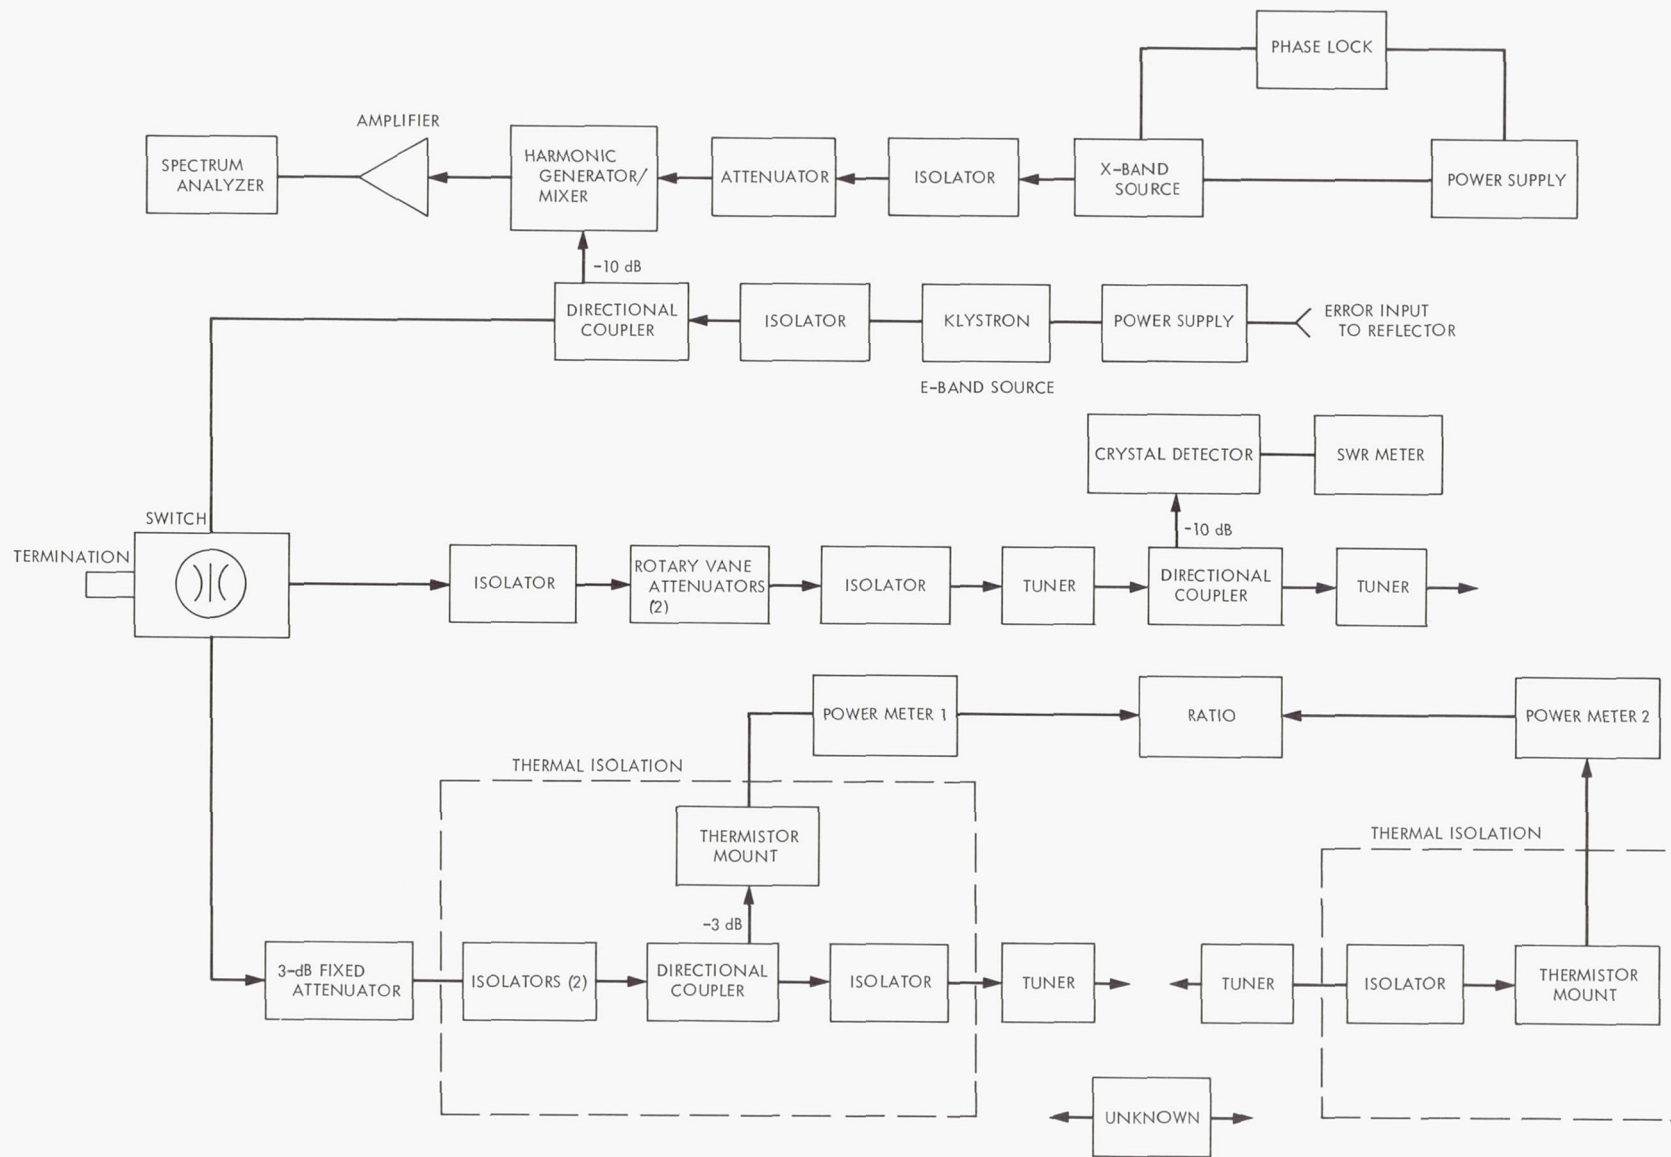 PHASE LOCK
AMPLIFIER
SPECTRUM
ANALYZER
HARMONIC
GENERATOR/
MIXER
ATTENUATOR
ISOLATOR
X-BAND
SOURCE
POWER SUPPLY
-10 dB
DIRECTIONAL
COUPLER
ISOLATOR
KLYSTRON
POWER SUPPLY
ERROR INPUT
TO REFLECTOR
E-BAND SOURCE
CRYSTAL DETECTOR
SWR METER
SWITCH
TERMINATION
-10 dB
ISOLATOR
ROTARY VANE
ATTENUATORS
(2)
ISOLATOR
TUNER
DIRECTIONAL
COUPLER
TUNER
POWER METER 1
RATIO
POWER METER 2
THERMAL ISOLATION
THERMISTOR
MOUNT
THERMAL ISOLATION
-3 dB
3-dB FIXED
ATTENUATOR
ISOLATORS (2)
DIRECTIONAL
COUPLER
ISOLATOR
TUNER
TUNER
ISOLATOR
THERMISTOR
MOUNT
UNKNOWN